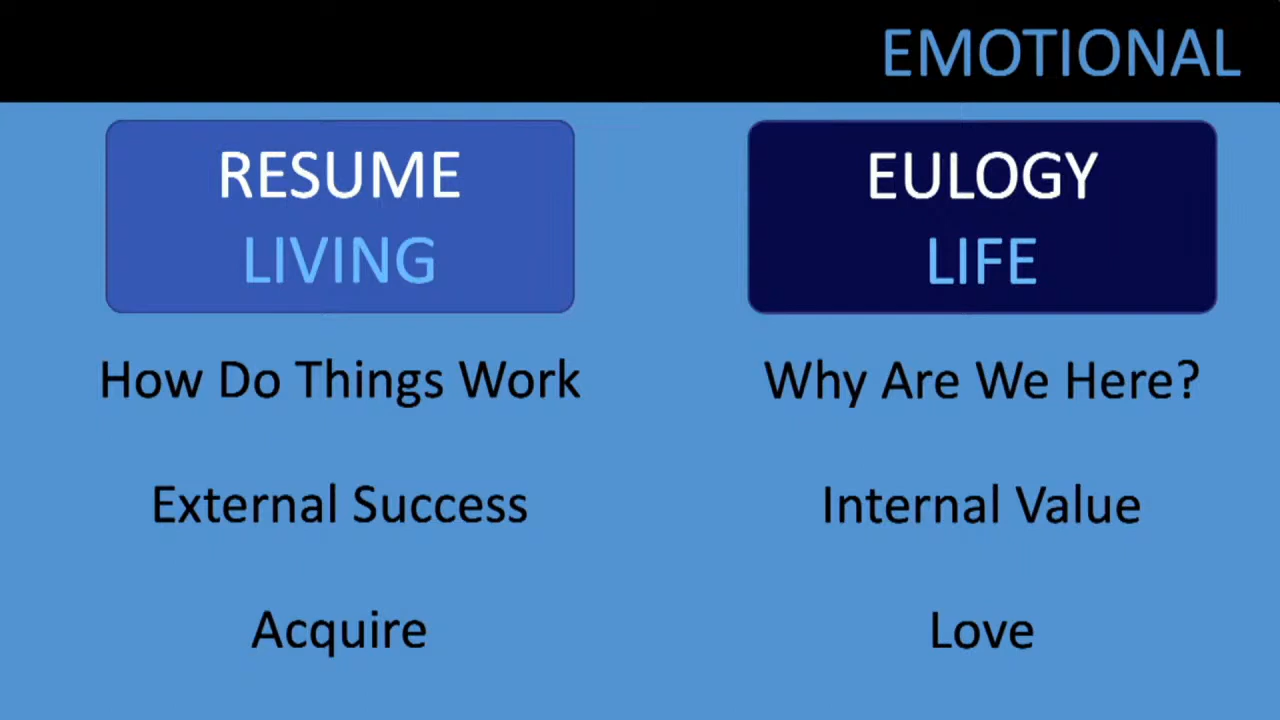 EMOTIONAL
RESUME
LIVING
How Do Things Work
External Success
Acquire
EULOGY
LIFE
Why Are We Here?
Internal Value
Love